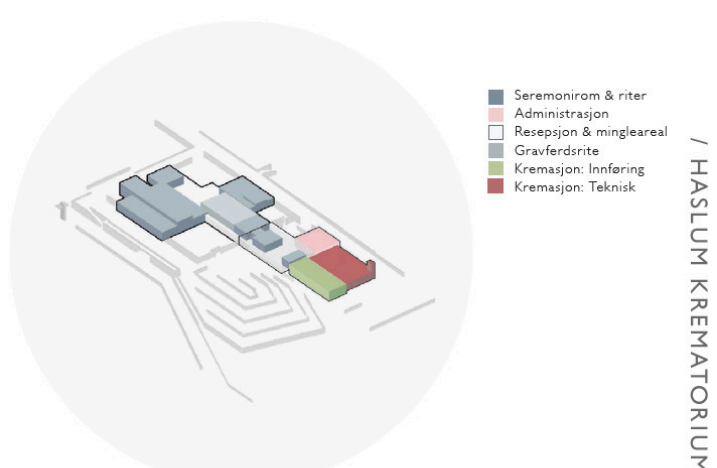 Seremonirom & riter
Administrasjon
Resepsjon & mingleareal
Gravferdsrite
Kremasjon: Innføring
Kremasjon: Teknisk
/ HASLUM KREMATORIUM